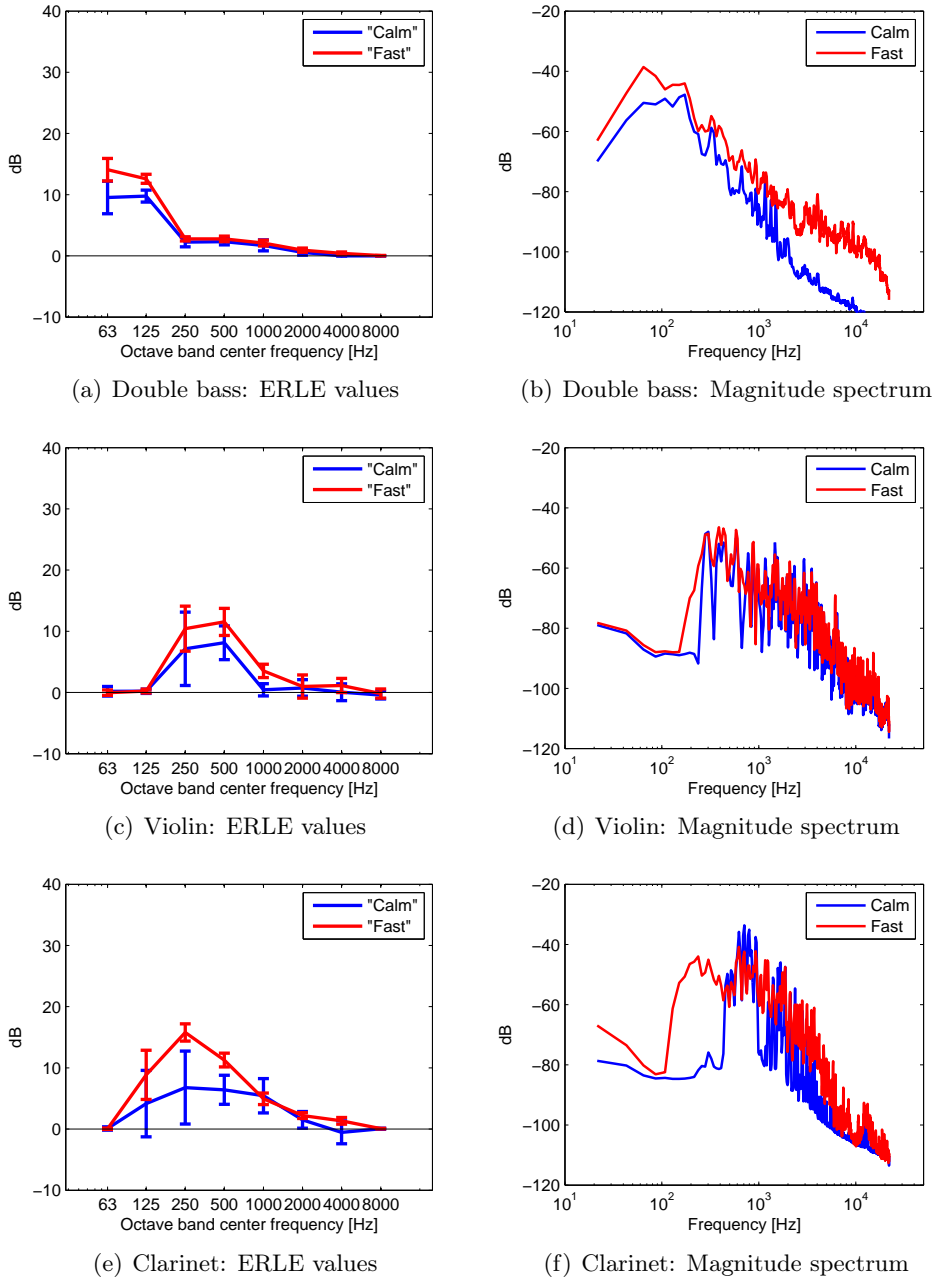 40
30
20
10
0
−10
dB
63 125 250 500 1000 2000 4000 8000
Octave band center frequency [Hz]
"Calm"
"Fast"
(a) Double bass: ERLE values
−20
−40
−60
−80
−100
−120
dB
10^1 10^2 10^3 10^4
Frequency [Hz]
Calm
Fast
(b) Double bass: Magnitude spectrum
40
30
20
10
0
−10
dB
63 125 250 500 1000 2000 4000 8000
Octave band center frequency [Hz]
"Calm"
"Fast"
(c) Violin: ERLE values
−20
−40
−60
−80
−100
−120
dB
10^1 10^2 10^3 10^4
Frequency [Hz]
Calm
Fast
(d) Violin: Magnitude spectrum
40
30
20
10
0
−10
dB
63 125 250 500 1000 2000 4000 8000
Octave band center frequency [Hz]
"Calm"
"Fast"
(e) Clarinet: ERLE values
−20
−40
−60
−80
−100
−120
dB
10^1 10^2 10^3 10^4
Frequency [Hz]
Calm
Fast
(f) Clarinet: Magnitude spectrum